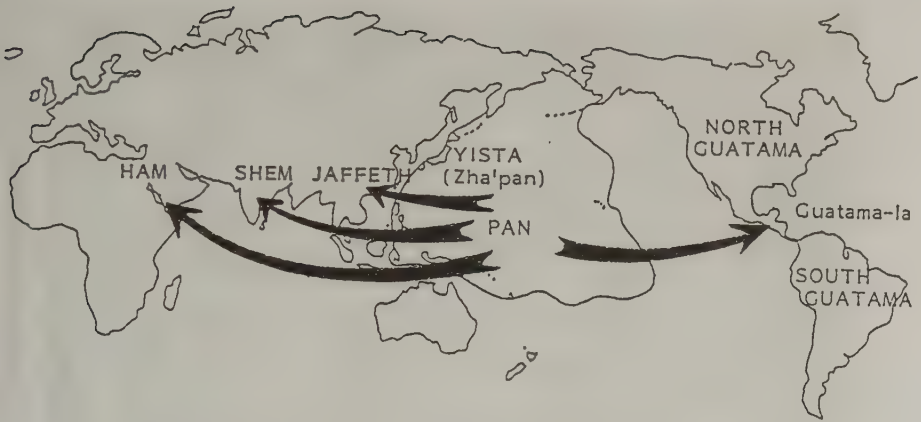 NORTH
GUATAMA
HAM
SHEM
JAFFETH
YISTA
(Zha'pan)
Guatama-la
PAN
SOUTH
GUATAMA